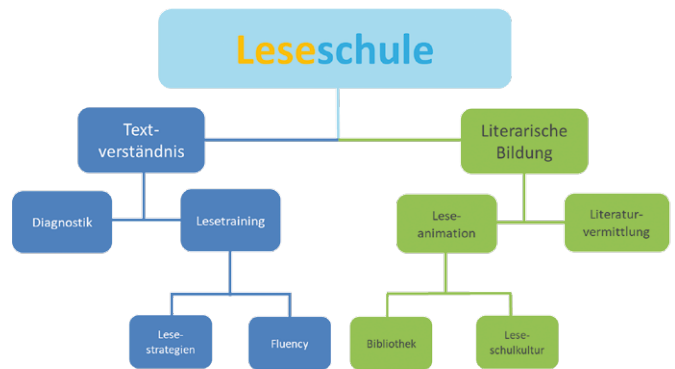 Leseschule
Text-
verständnis
Literarische
Bildung
Diagnostik
Lesetraining
Lese-
animation
Literatur-
vermittlung
Lese-
strategien
Fluency
Bibliothek
Lese-
schulkultur